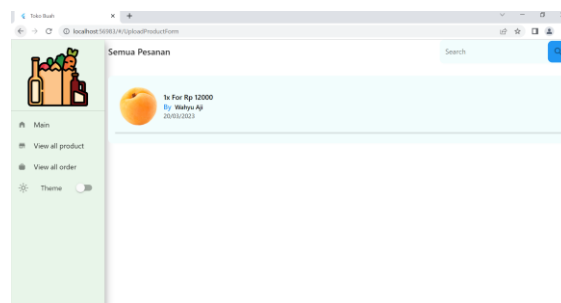 Toko Buah
localhost:56983/#/UploadProductForm
Semua Pesanan
Search
1x For Rp 12000
By Wahyu Aji
20/03/2023
Main
View all product
View all order
Theme